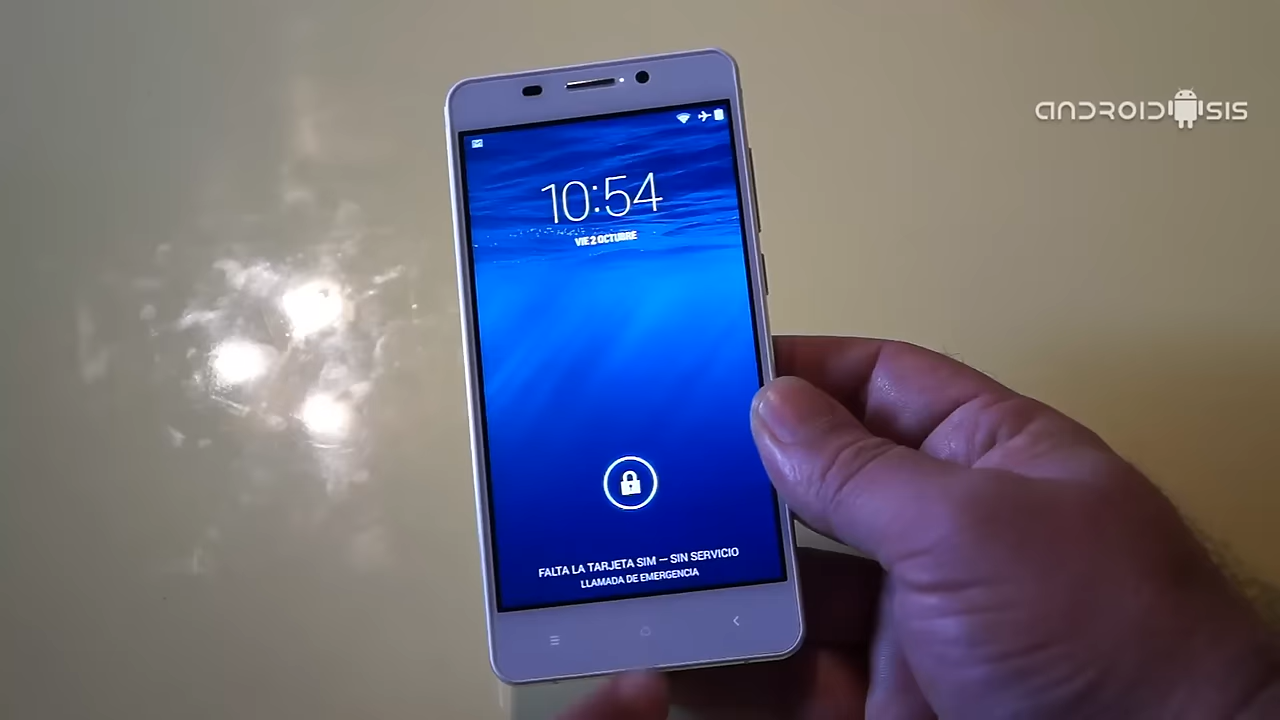 ANDROIDSIS
10:54
VIE 2 OCTUBRE
FALTA LA TARJETA SIM — SIN SERVICIO
LLAMADA DE EMERGENCIA